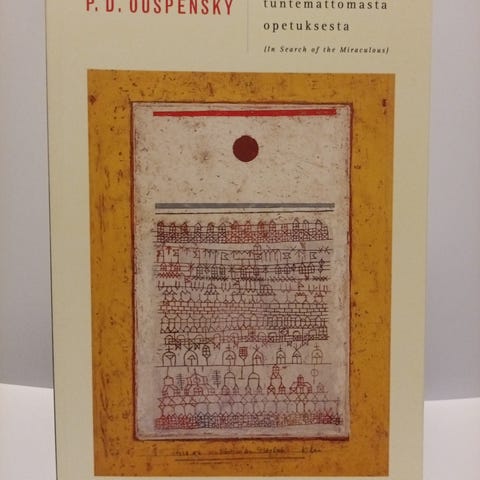 P. D. OUSPENSKY
tuntemattomasta
opetuksesta
(In Search of the Miraculous)